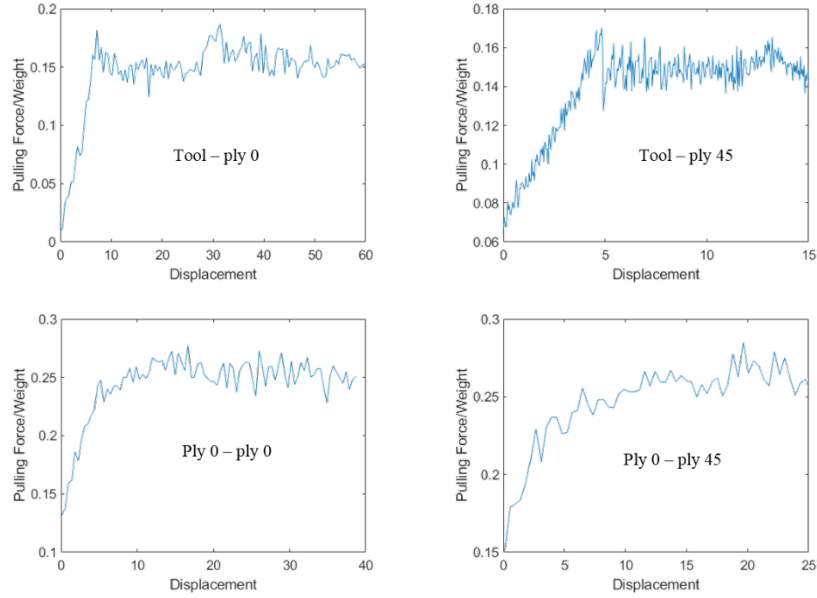 0.2
0.15
0.1
0.05
0
Pulling Force/Weight
Tool – ply 0
0 10 20 30 40 50 60
Displacement
0.18
0.16
0.14
0.12
0.1
0.08
0.06
Pulling Force/Weight
Tool – ply 45
0 5 10 15
Displacement
0.3
0.25
0.2
0.15
0.1
Pulling Force/Weight
Ply 0 – ply 0
0 10 20 30 40
Displacement
0.3
0.25
0.2
0.15
Pulling Force/Weight
Ply 0 – ply 45
0 5 10 15 20 25
Displacement